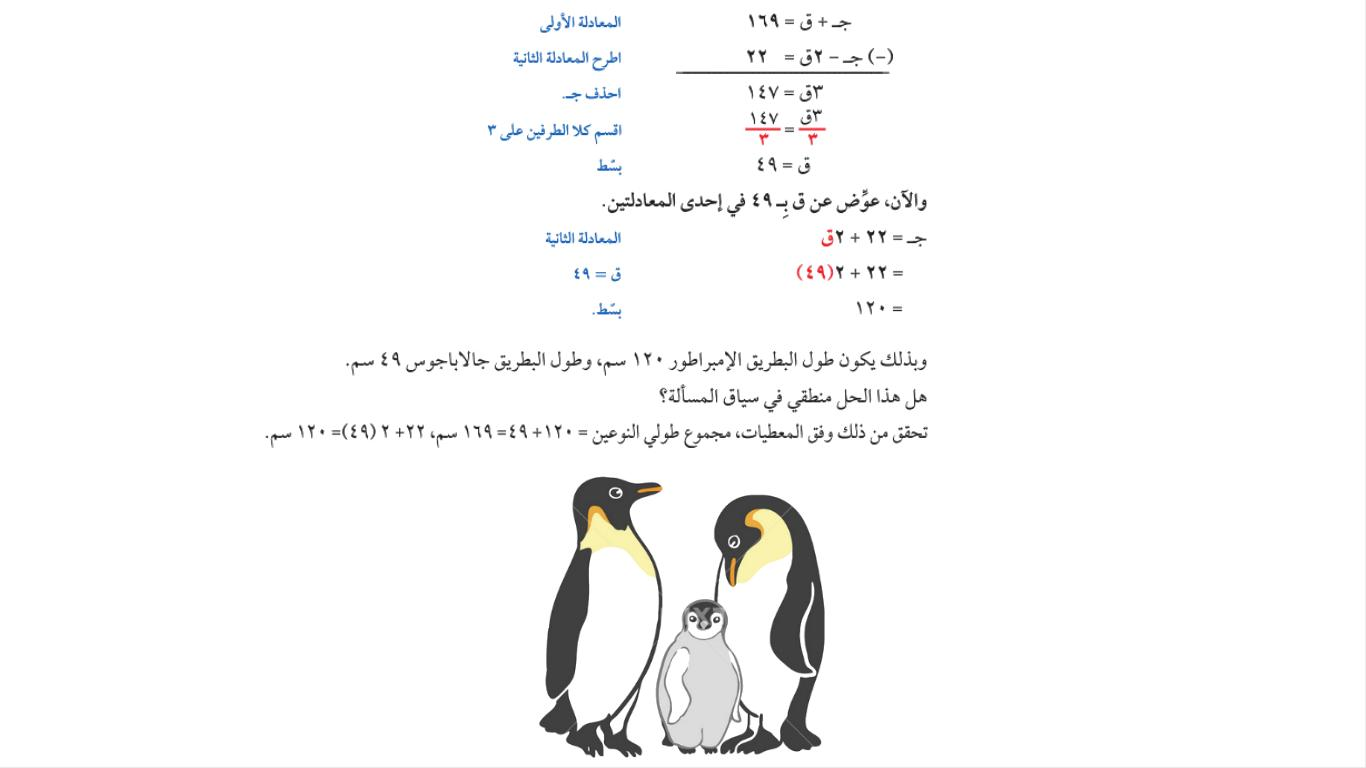 جـ + ق = ١٦٩ المعادلة الأولى
(−) جـ − ٢ق = ٢٢ اطرح المعادلة الثانية
٣ق = ١٤٧ احذف جـ.
٣ق/٣ = ١٤٧/٣ اقسم كلا الطرفين على ٣
ق = ٤٩ بسّط
والآن، عوِّض عن ق بِـ ٤٩ في إحدى المعادلتين.
جـ = ٢٢ + ٢ق المعادلة الثانية
= ٢٢ + ٢(٤٩) ق = ٤٩
= ١٢٠ بسّط.
وبذلك يكون طول البطريق الإمبراطور ١٢٠ سم، وطول البطريق جالاباجوس ٤٩ سم.
هل هذا الحل منطقي في سياق المسألة؟
تحقق من ذلك وفق المعطيات، مجموع طولي النوعين = ١٢٠+ ٤٩= ١٦٩ سم، ٢٢+ ٢ (٤٩)= ١٢٠ سم.